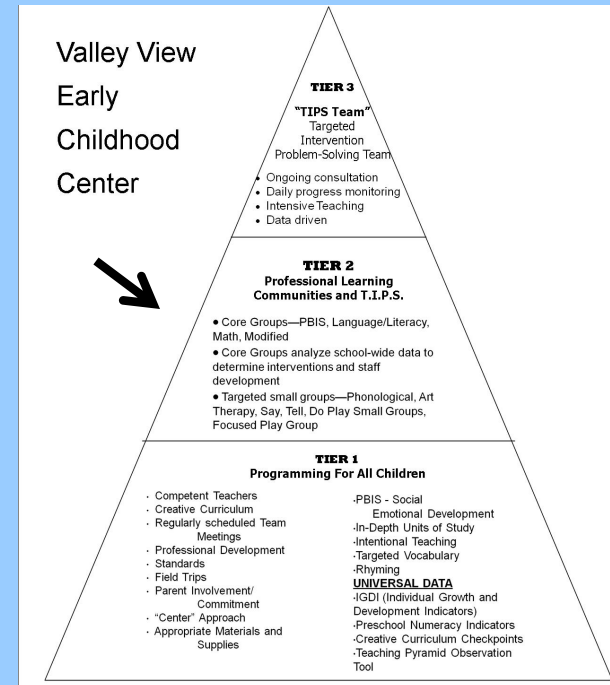 Valley View
Early
Childhood
Center
TIER 3
"TIPS Team"
Targeted
Intervention
Problem-Solving Team
• Ongoing consultation
• Daily progress monitoring
• Intensive Teaching
• Data driven
TIER 2
Professional Learning
Communities and T.I.P.S.
• Core Groups—PBIS, Language/Literacy,
Math, Modified
• Core Groups analyze school-wide data to
determine interventions and staff
development
• Targeted small groups—Phonological, Art
Therapy, Say, Tell, Do Play Small Groups,
Focused Play Group
TIER 1
Programming For All Children
· Competent Teachers
· Creative Curriculum
· Regularly scheduled Team
Meetings
· Professional Development
· Standards
· Field Trips
· Parent Involvement/
Commitment
· "Center" Approach
· Appropriate Materials and
Supplies
·PBIS - Social
Emotional Development
·In-Depth Units of Study
·Intentional Teaching
·Targeted Vocabulary
·Rhyming
UNIVERSAL DATA
·IGDI (Individual Growth and
Development Indicators)
·Preschool Numeracy Indicators
·Creative Curriculum Checkpoints
·Teaching Pyramid Observation
Tool